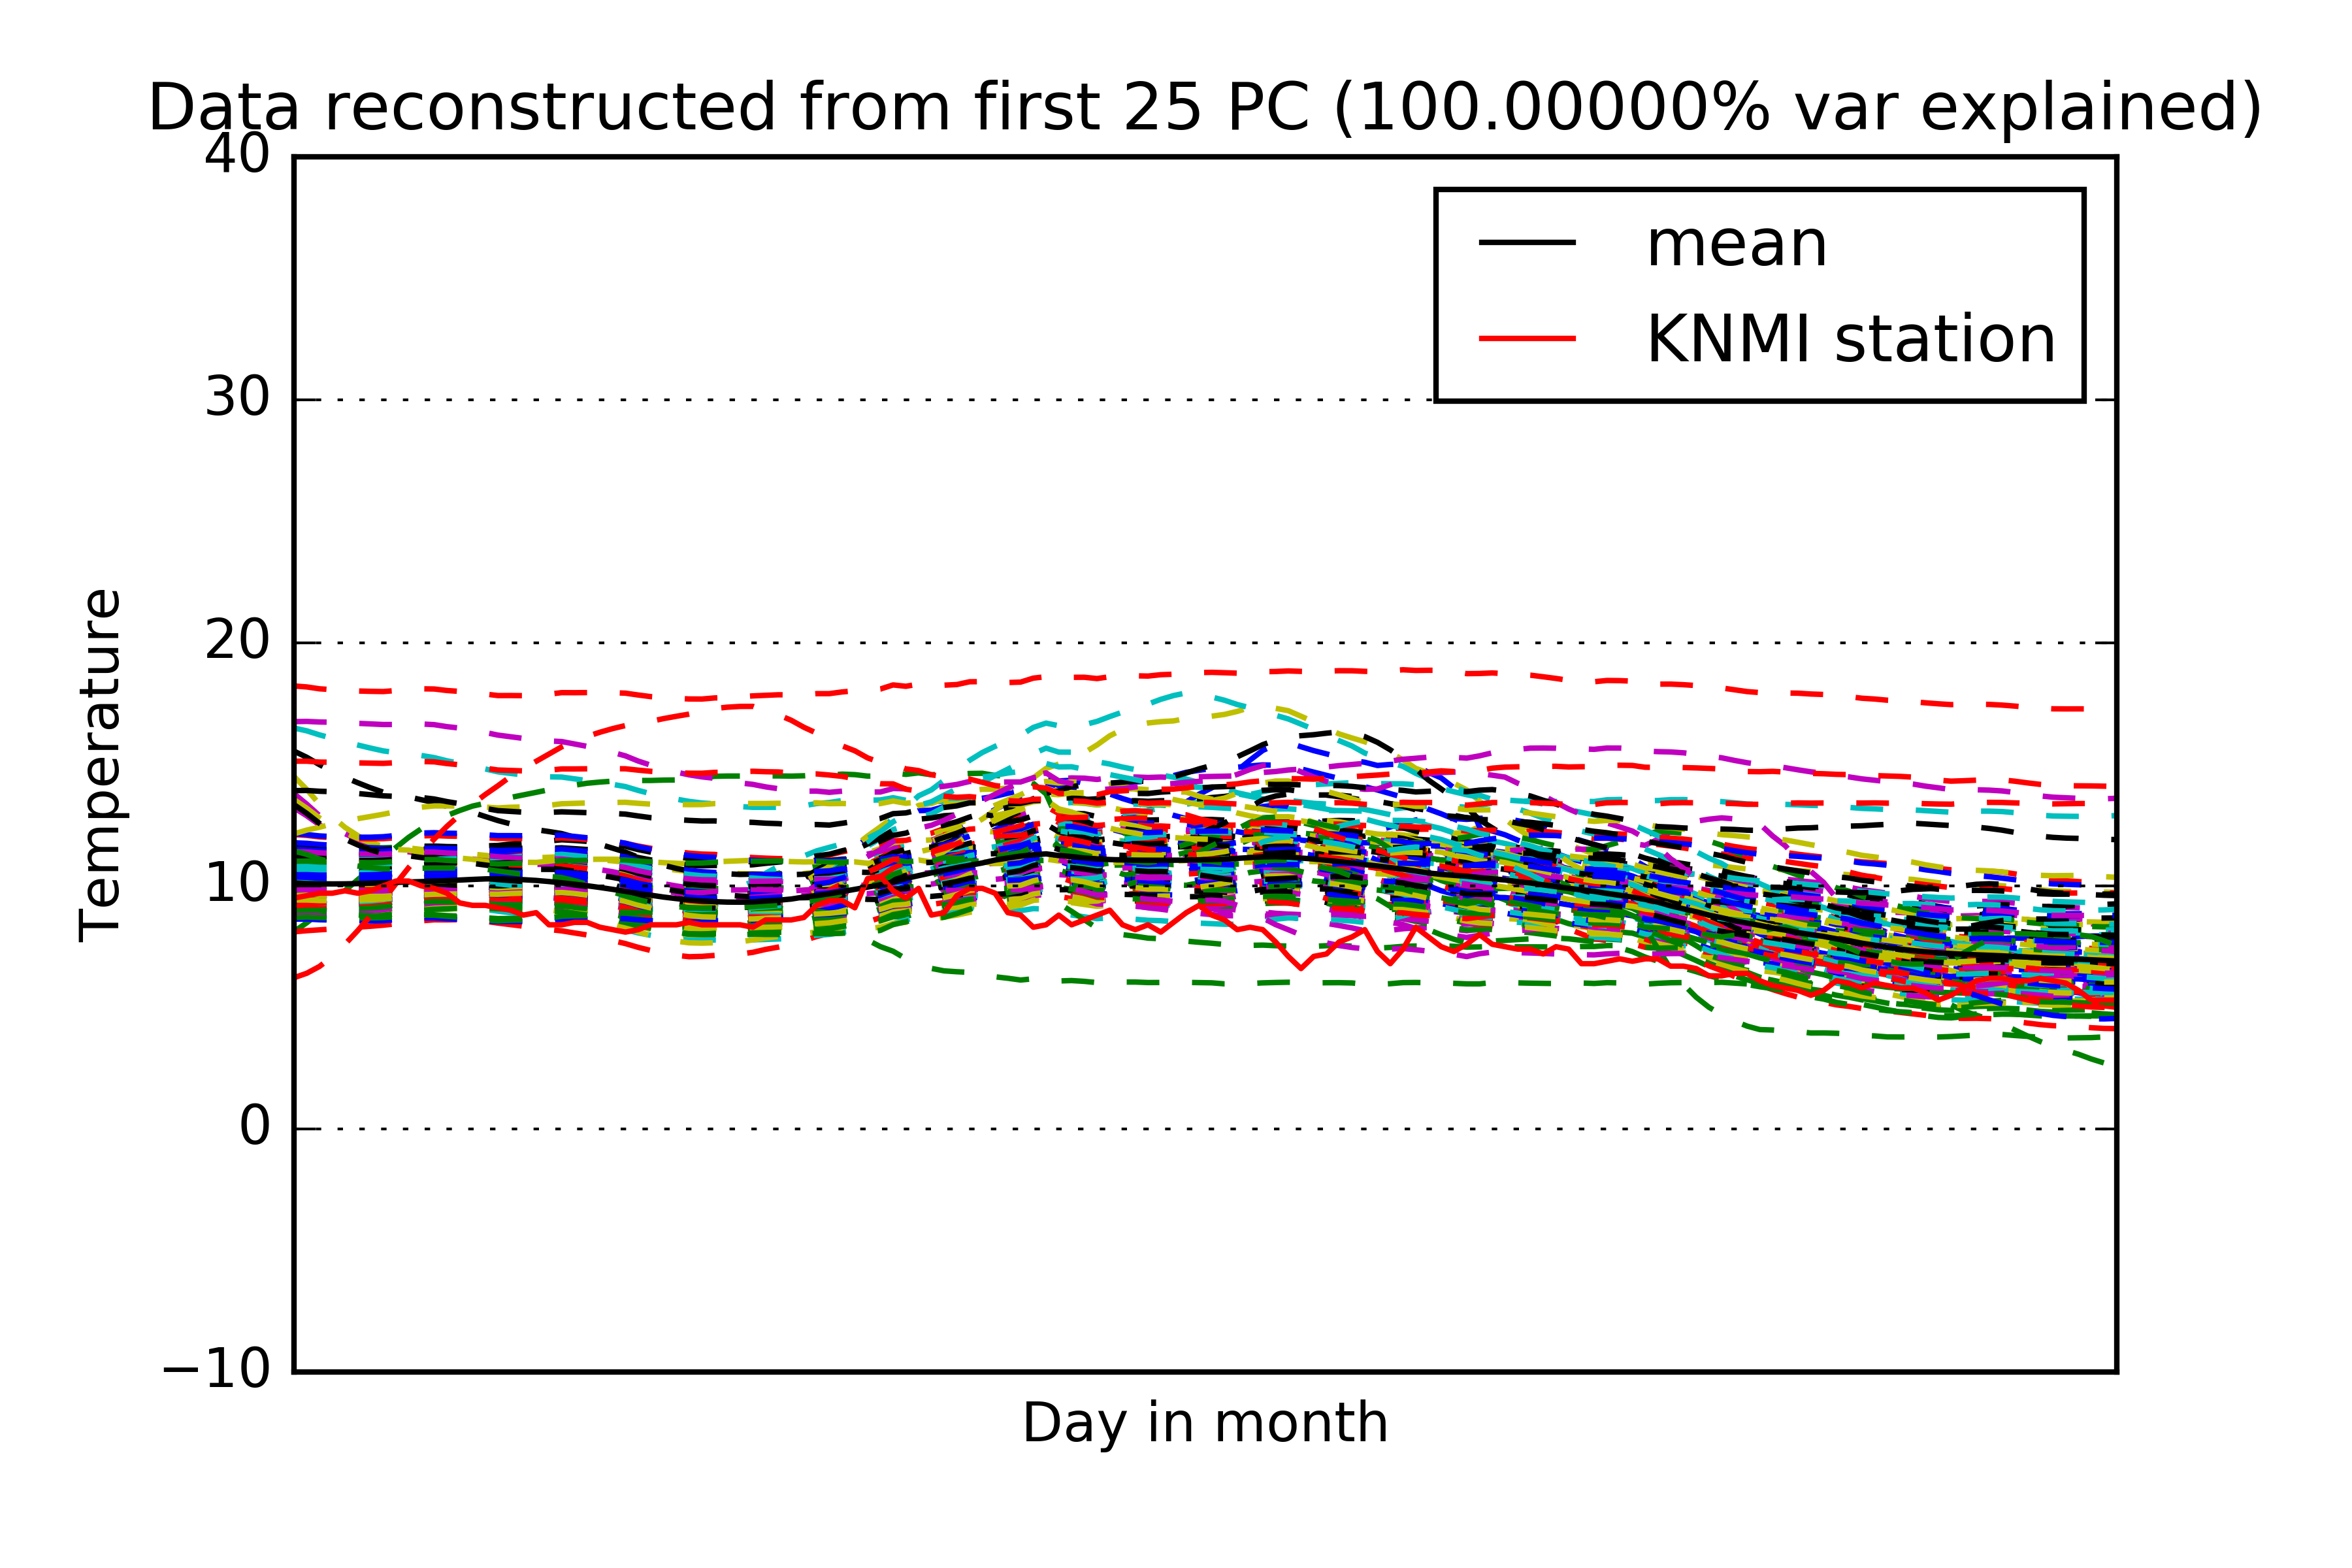 Data reconstructed from first 25 PC (100.00000% var explained)
40
mean
KNMI station
30
20
10
0
−10
Temperature
Day in month